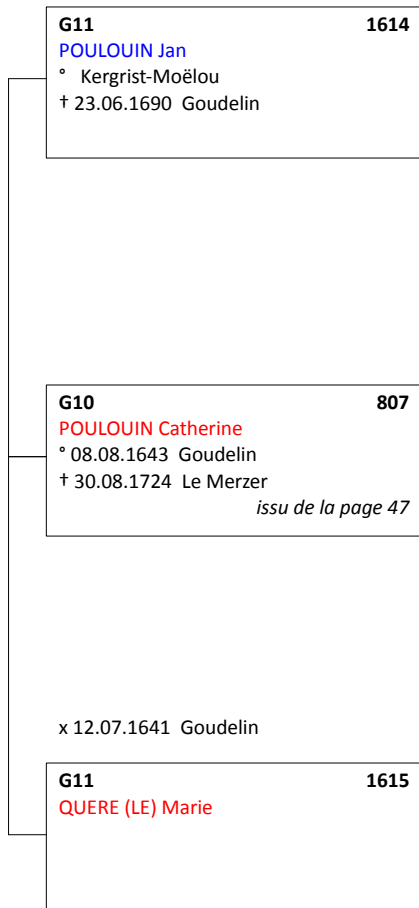 G11 1614
POULOUIN Jan
° Kergrist-Moëlou
† 23.06.1690 Goudelin
G10 807
POULOUIN Catherine
° 08.08.1643 Goudelin
† 30.08.1724 Le Merzer
issu de la page 47
x 12.07.1641 Goudelin
G11 1615
QUERE (LE) Marie